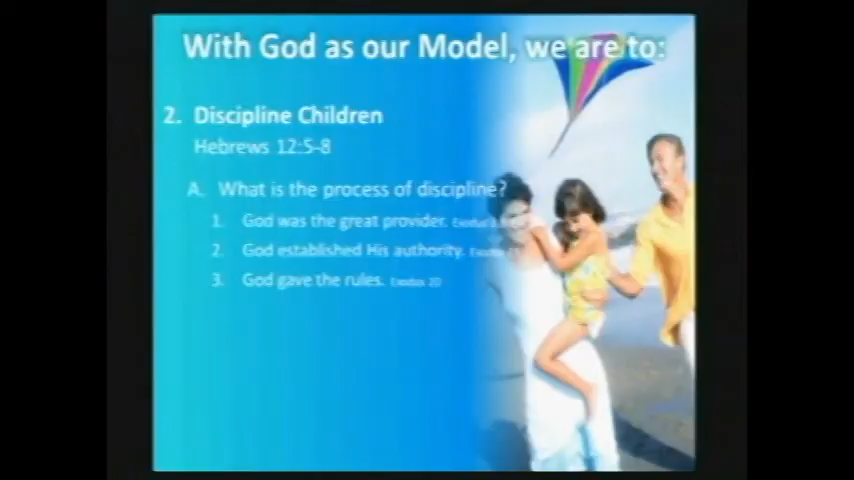 With God as our Model, we are to:
2. Discipline Children
Hebrews 12:5-8
A. What is the process of discipline?
1. God was the great provider. Exodus
2. God established His authority.
3. God gave the rules. Exodus 20